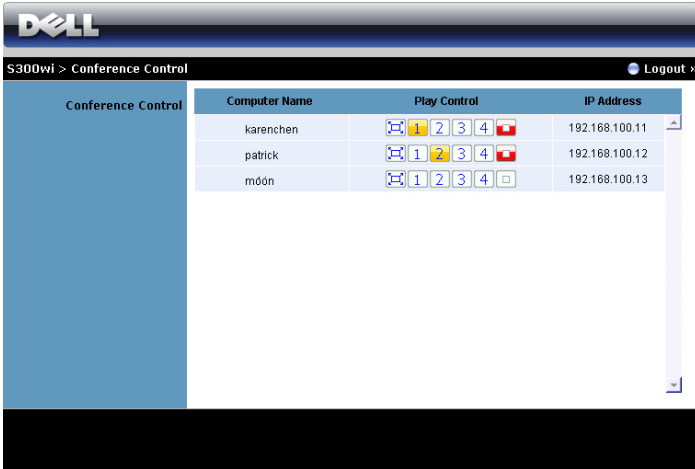 DELL
S300wi > Conference Control
Logout »
Conference Control
Computer Name Play Control IP Address
karenchen 1 2 3 4 192.168.100.11
patrick 1 2 3 4 192.168.100.12
móón 1 2 3 4 192.168.100.13